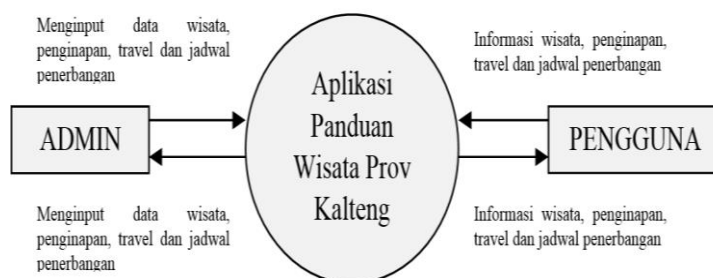 Menginput data wisata,
penginapan, travel dan jadwal
penerbangan
Informasi wisata, penginapan,
travel dan jadwal penerbangan
Aplikasi
Panduan
Wisata Prov
Kalteng
ADMIN
PENGGUNA
Menginput data wisata,
penginapan, travel dan jadwal
penerbangan
Informasi wisata, penginapan,
travel dan jadwal penerbangan